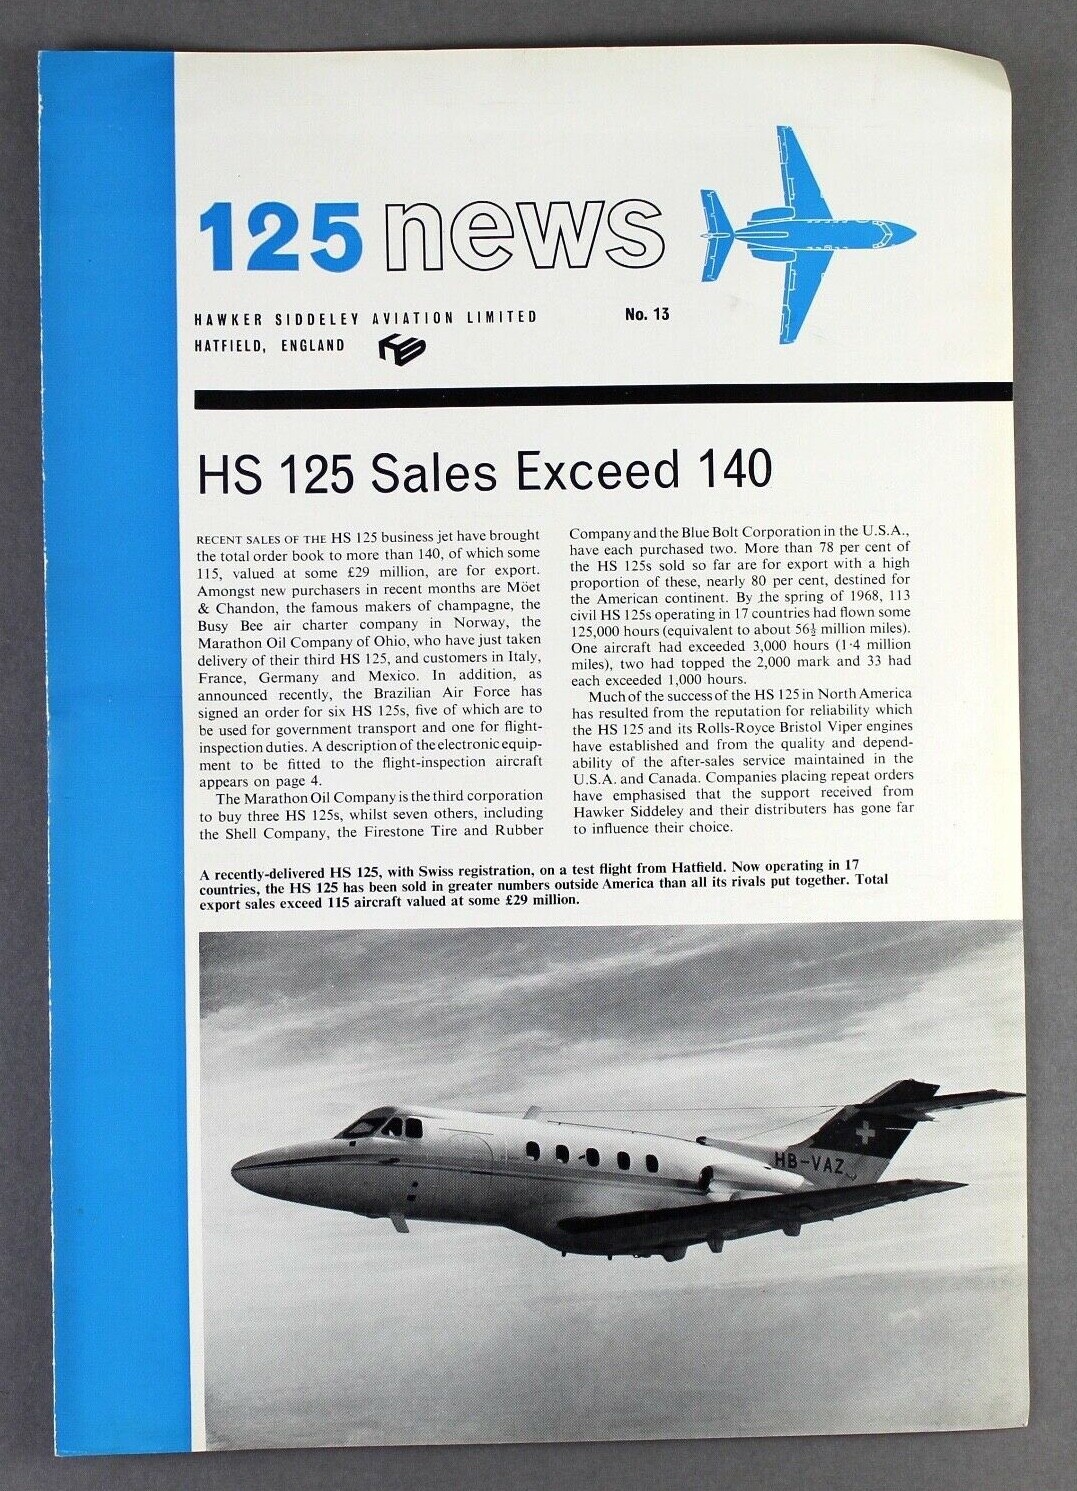 125 news
HAWKER SIDDELEY AVIATION LIMITED
No. 13
HATFIELD, ENGLAND
HS 125 Sales Exceed 140
RECENT SALES OF THE HS 125 business jet have brought
the total order book to more than 140, of which some
115, valued at some £29 million, are for export.
Amongst new purchasers in recent months are Möet
& Chandon, the famous makers of champagne, the
Busy Bee air charter company in Norway, the
Marathon Oil Company of Ohio, who have just taken
delivery of their third HS 125, and customers in Italy,
France, Germany and Mexico. In addition, as
announced recently, the Brazilian Air Force has
signed an order for six HS 125s, five of which are to
be used for government transport and one for flight-
inspection duties. A description of the electronic equip-
ment to be fitted to the flight-inspection aircraft
appears on page 4.
The Marathon Oil Company is the third corporation
to buy three HS 125s, whilst seven others, including
the Shell Company, the Firestone Tire and Rubber
Company and the Blue Bolt Corporation in the U.S.A.,
have each purchased two. More than 78 per cent of
the HS 125s sold so far are for export with a high
proportion of these, nearly 80 per cent, destined for
the American continent. By the spring of 1968, 113
civil HS 125s operating in 17 countries had flown some
125,000 hours (equivalent to about 56½ million miles).
One aircraft had exceeded 3,000 hours (1·4 million
miles), two had topped the 2,000 mark and 33 had
each exceeded 1,000 hours.
Much of the success of the HS 125 in North America
has resulted from the reputation for reliability which
the HS 125 and its Rolls-Royce Bristol Viper engines
have established and from the quality and depend-
ability of the after-sales service maintained in the
U.S.A. and Canada. Companies placing repeat orders
have emphasised that the support received from
Hawker Siddeley and their distributers has gone far
to influence their choice.
A recently-delivered HS 125, with Swiss registration, on a test flight from Hatfield. Now operating in 17
countries, the HS 125 has been sold in greater numbers outside America than all its rivals put together. Total
export sales exceed 115 aircraft valued at some £29 million.
HB-VAZ